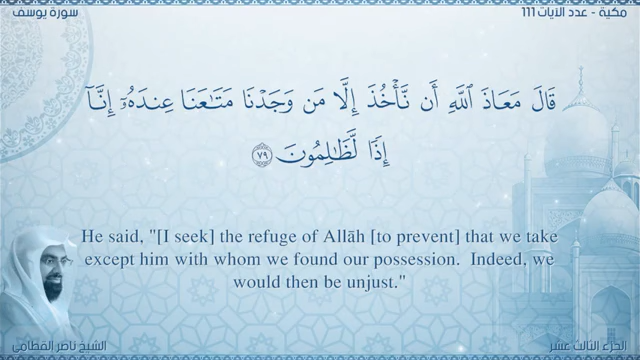 مكية - عدد الآيات 111
سورة يوسف
قَالَ مَعَاذَ ٱللَّهِ أَن نَّأْخُذَ إِلَّا مَن وَجَدْنَا مَتَـٰعَنَا عِندَهُۥٓ إِنَّآ
إِذًا لَّظَـٰلِمُونَ ٧٩
He said, "[I seek] the refuge of Allāh [to prevent] that we take
except him with whom we found our possession. Indeed, we
would then be unjust."
الجزء الثالث عشر
الشيخ ناصر القطامي